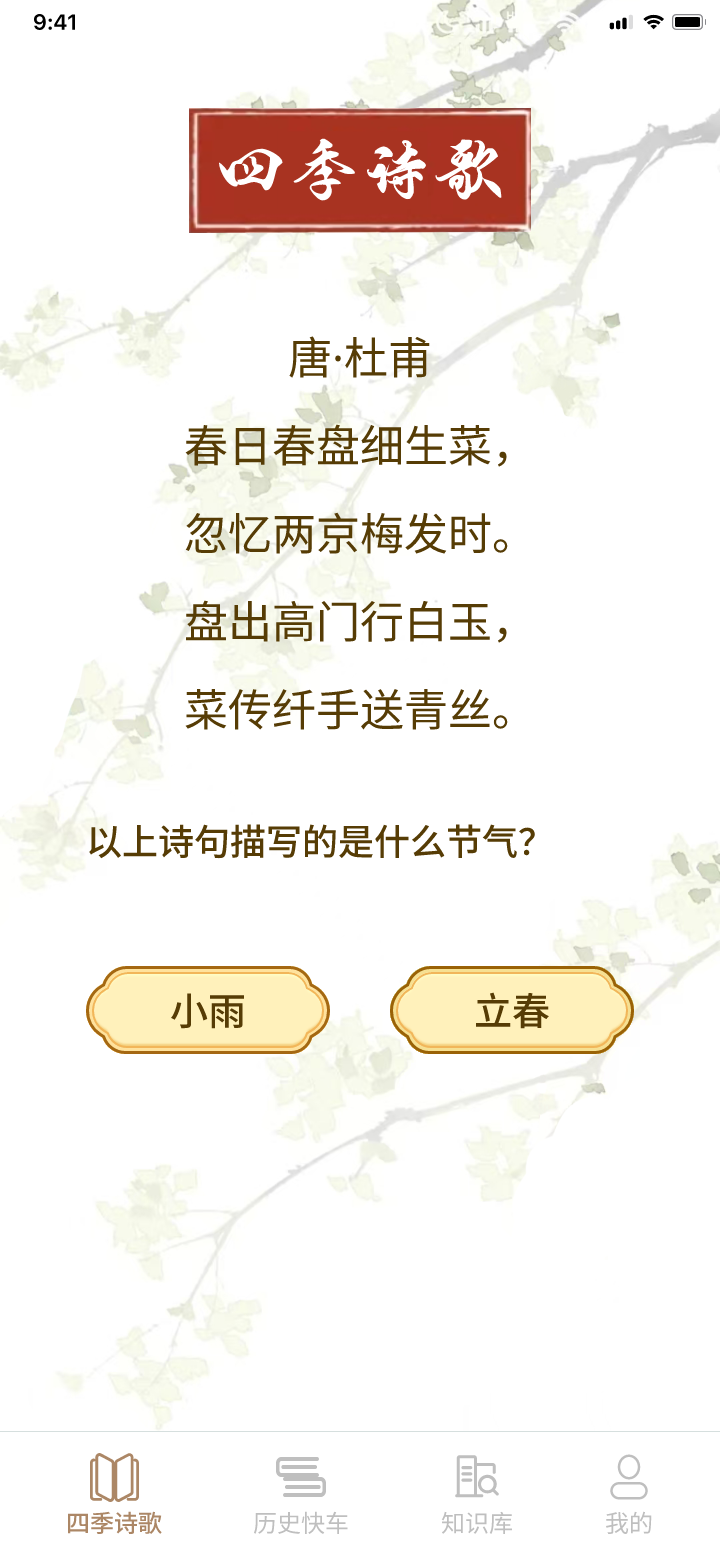 9:41
四季诗歌
唐·杜甫
春日春盘细生菜，
忽忆两京梅发时。
盘出高门行白玉，
菜传纤手送青丝。
以上诗句描写的是什么节气？
小雨 立春
四季诗歌 历史快车 知识库 我的